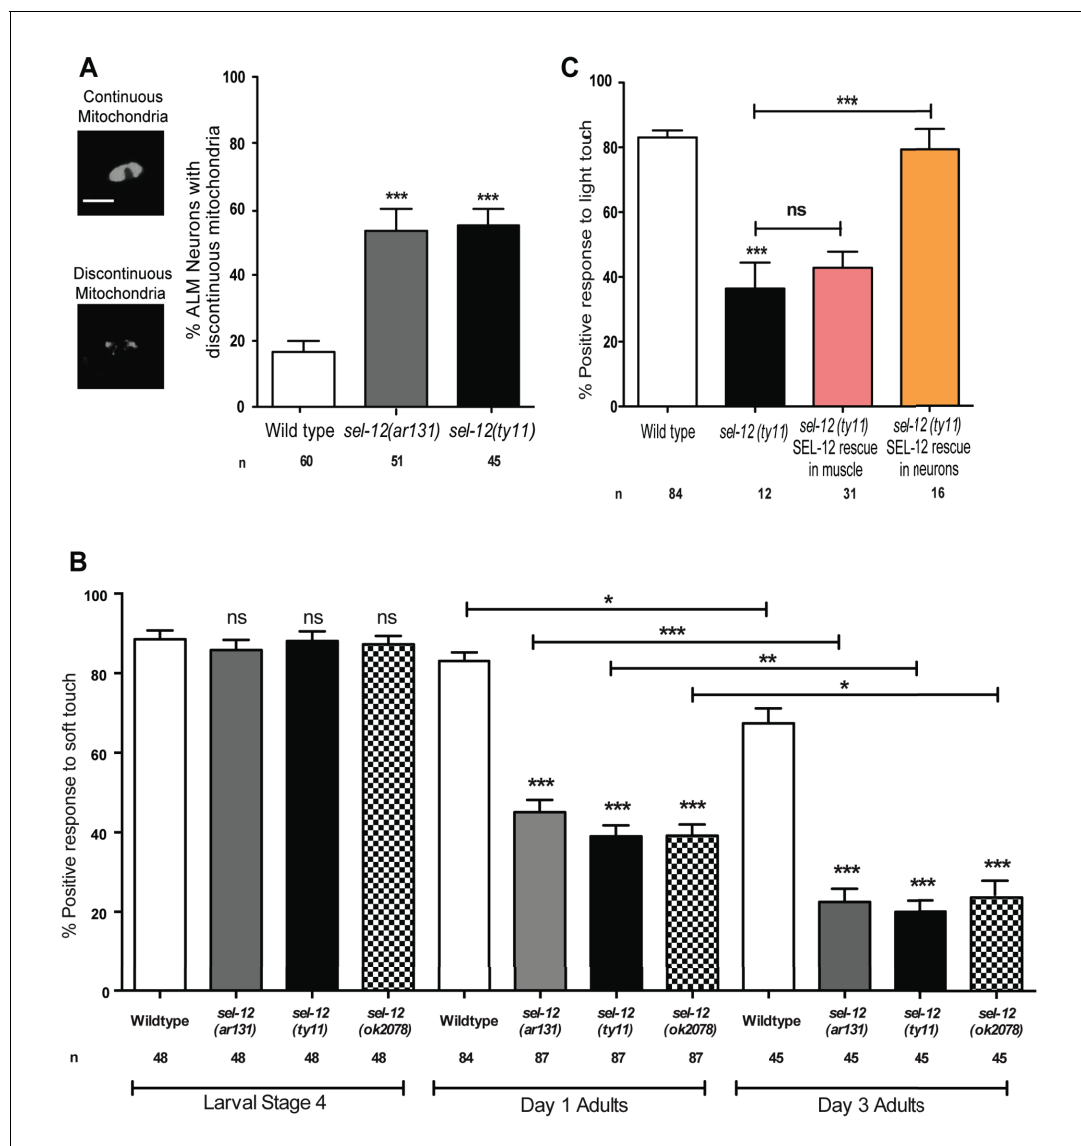 A
Continuous
Mitochondria
Discontinuous
Mitochondria
% ALM Neurons with
discontinuous mitochondria
100
80
60
40
20
0
***
***
Wild type
sel-12(ar131)
sel-12(ty11)
n
60
51
45
C
% Positive response to light touch
100
80
60
40
20
0
***
ns
***
Wild type
sel-12 (ty11)
sel-12 (ty11)
SEL-12 rescue
in muscle
sel-12 (ty11)
SEL-12 rescue
in neurons
n
84
12
31
16
B
% Positive response to soft touch
100
80
60
40
20
0
ns
ns
ns
*
***
**
*
***
***
***
***
***
***
Wildtype
sel-12
(ar131)
sel-12
(ty11)
sel-12
(ok2078)
Wildtype
sel-12
(ar131)
sel-12
(ty11)
sel-12
(ok2078)
Wildtype
sel-12
(ar131)
sel-12
(ty11)
sel-12
(ok2078)
n
48
48
48
48
84
87
87
87
45
45
45
45
Larval Stage 4
Day 1 Adults
Day 3 Adults